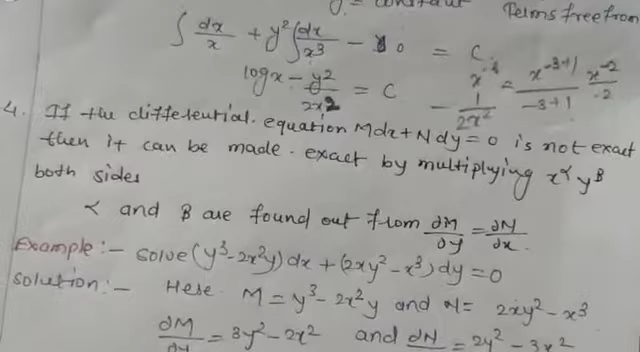 y = constant Terms free from
∫ dx/x + y² ∫ dx/x³ - 0 = C
log x - y²/2x² = C - 1/2x² = x^-3+1/-3+1 x^-2/-2
4. If the differential equation Mdx + Ndy = 0 is not exact
then it can be made exact by multiplying x^α y^β
both sides
α and β are found out from ∂M/∂y = ∂N/∂x.
Example:- solve (y³ - 2x²y) dx + (2xy² - x³) dy = 0
Solution:- Here M = y³ - 2x²y and N = 2xy² - x³
∂M/∂y = 3y² - 2x² and ∂N = 2y² - 3x²